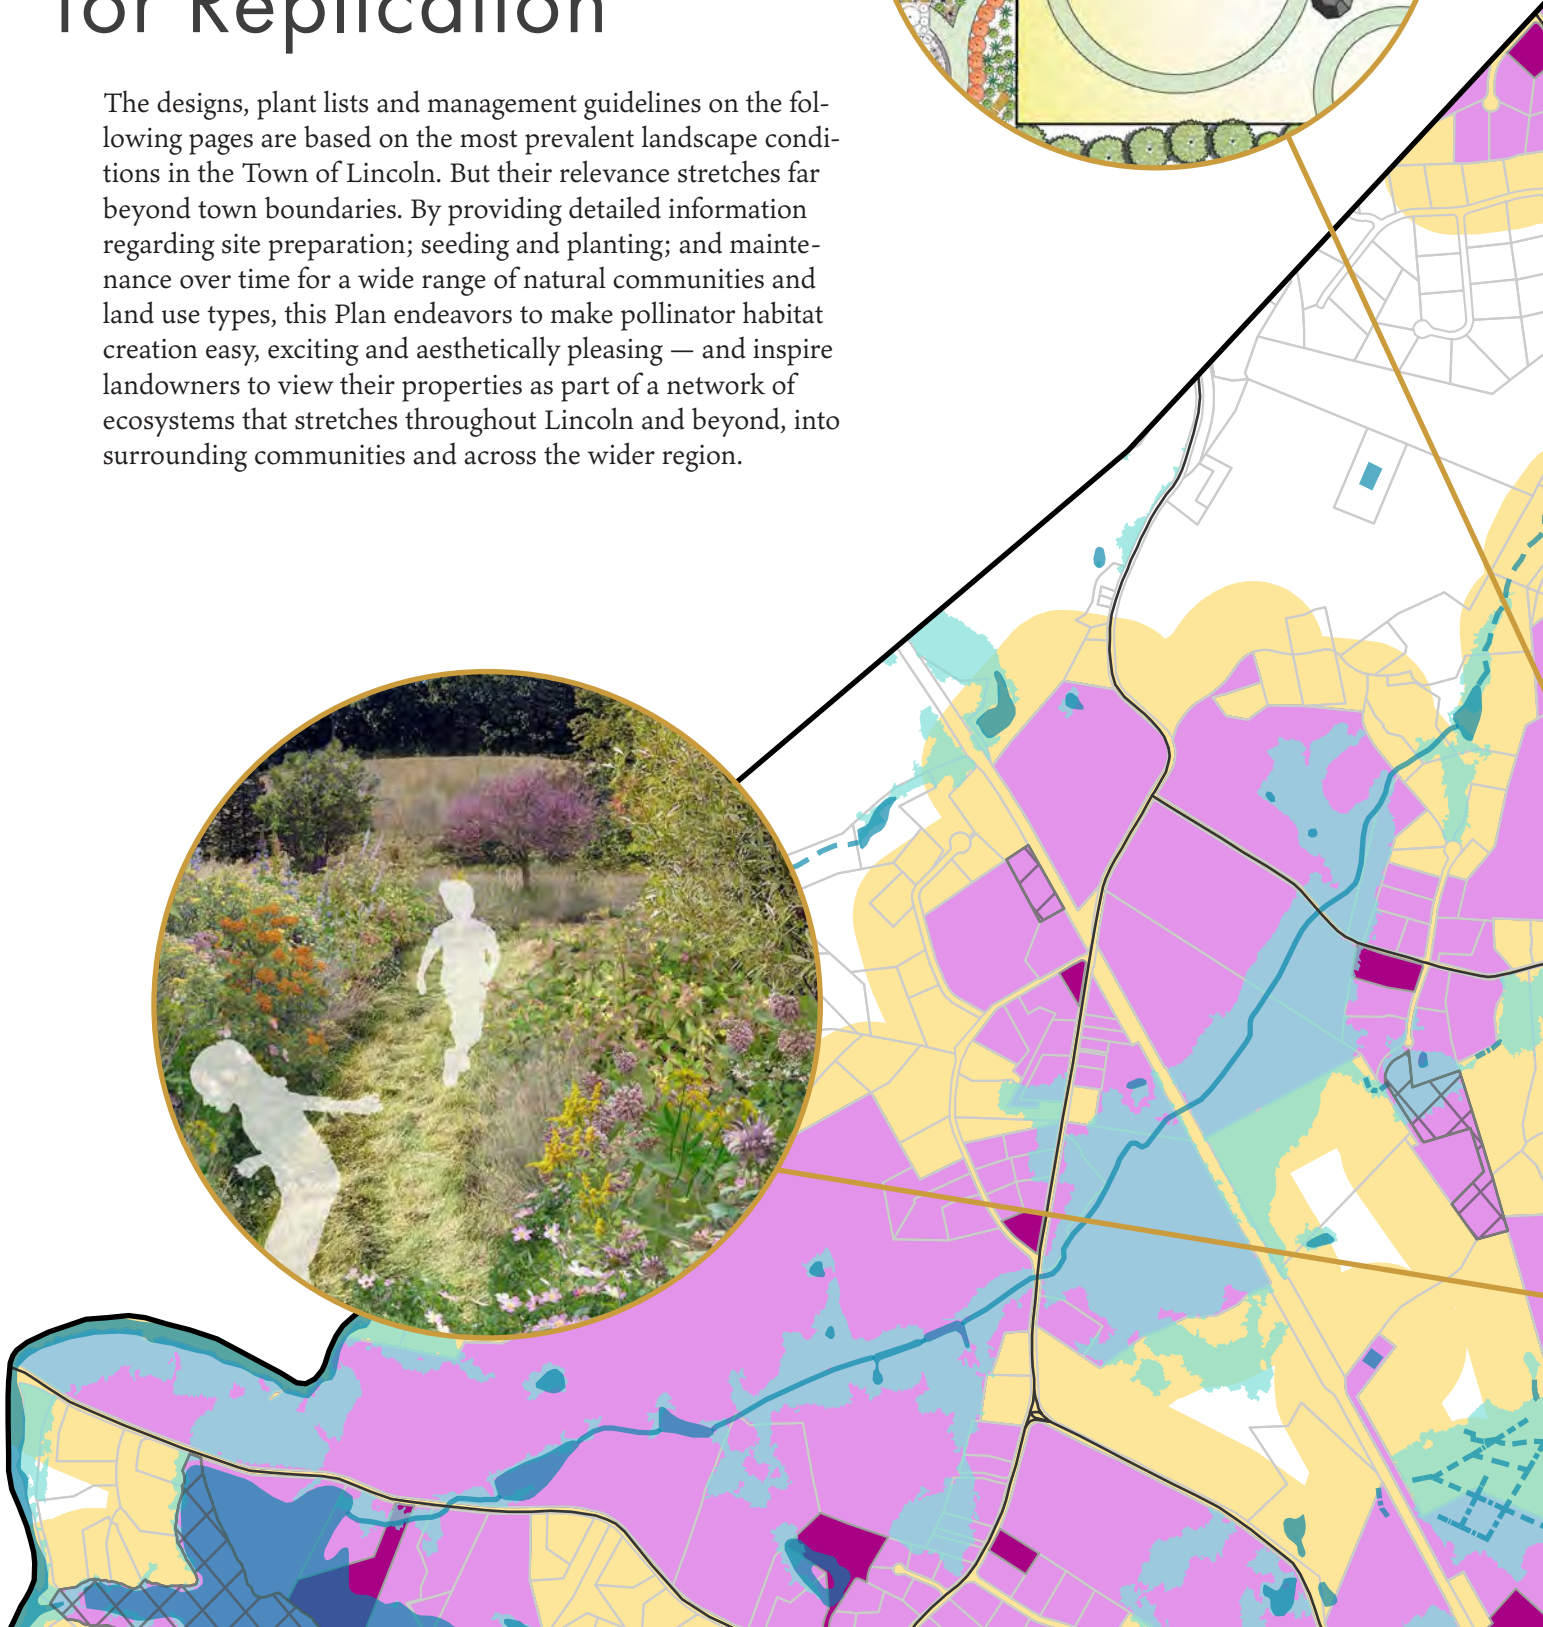 for Replication
The designs, plant lists and management guidelines on the fol-
lowing pages are based on the most prevalent landscape condi-
tions in the Town of Lincoln. But their relevance stretches far
beyond town boundaries. By providing detailed information
regarding site preparation; seeding and planting; and mainte-
nance over time for a wide range of natural communities and
land use types, this Plan endeavors to make pollinator habitat
creation easy, exciting and aesthetically pleasing — and inspire
landowners to view their properties as part of a network of
ecosystems that stretches throughout Lincoln and beyond, into
surrounding communities and across the wider region.